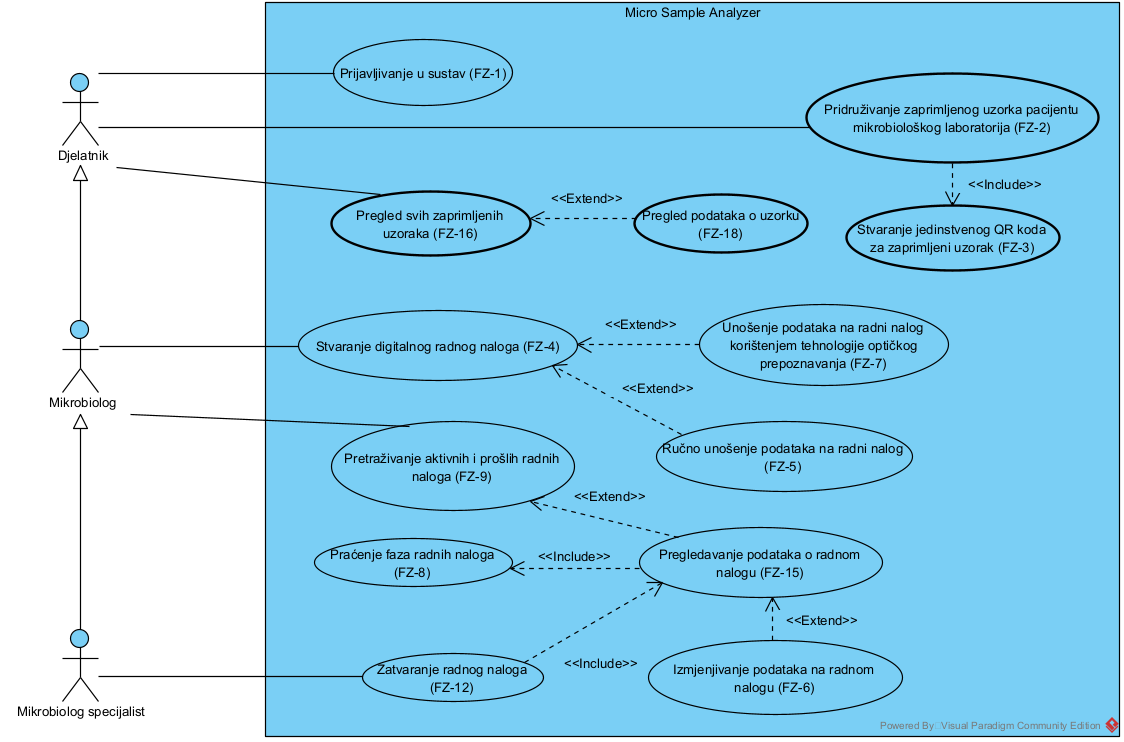 Micro Sample Analyzer
Prijavljivanje u sustav (FZ-1)
Pridruživanje zaprimljenog uzorka pacijentu
mikrobiološkog laboratorija (FZ-2)
Djelatnik
<<Include>>
Pregled svih zaprimljenih
uzoraka (FZ-16)
<<Extend>>
Pregled podataka o uzorku
(FZ-18)
Stvaranje jedinstvenog QR koda
za zaprimljeni uzorak (FZ-3)
Stvaranje digitalnog radnog naloga (FZ-4)
<<Extend>>
Unošenje podataka na radni nalog
korištenjem tehnologije optičkog
prepoznavanja (FZ-7)
<<Extend>>
Mikrobiolog
Ručno unošenje podataka na radni nalog
(FZ-5)
Pretraživanje aktivnih i prošlih radnih
naloga (FZ-9)
<<Extend>>
Praćenje faza radnih naloga
(FZ-8)
<<Include>>
Pregledavanje podataka o radnom
nalogu (FZ-15)
<<Extend>>
<<Include>>
Zatvaranje radnog naloga
(FZ-12)
Izmjenjivanje podataka na radnom
nalogu (FZ-6)
Mikrobiolog specijalist
Powered By Visual Paradigm Community Edition